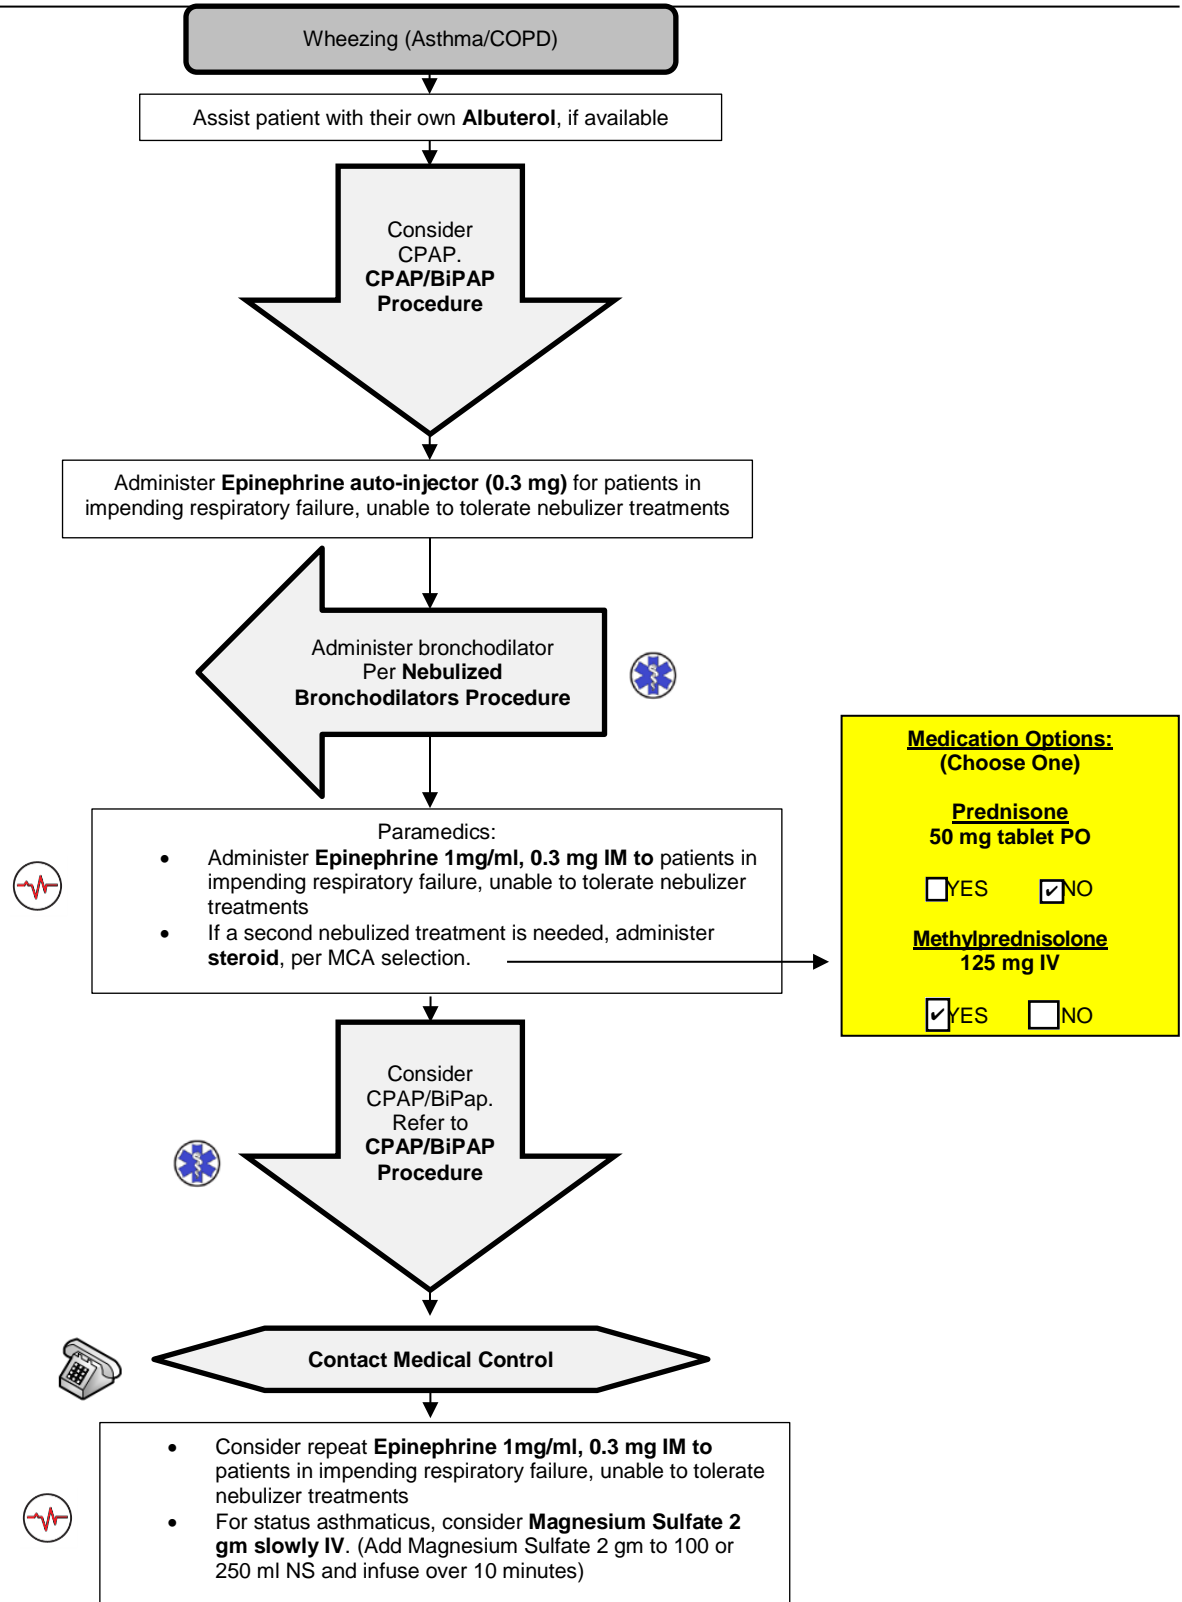 Wheezing (Asthma/COPD)
Assist patient with their own Albuterol, if available
Consider
CPAP.
CPAP/BiPAP
Procedure
Administer Epinephrine auto-injector (0.3 mg) for patients in
impending respiratory failure, unable to tolerate nebulizer treatments
Administer bronchodilator
Per Nebulized
Bronchodilators Procedure
Paramedics:
• Administer Epinephrine 1mg/ml, 0.3 mg IM to patients in
impending respiratory failure, unable to tolerate nebulizer
treatments
• If a second nebulized treatment is needed, administer
steroid, per MCA selection.
Medication Options:
(Choose One)
Prednisone
50 mg tablet PO
☐YES ☑NO
Methylprednisolone
125 mg IV
☑YES ☐NO
Consider
CPAP/BiPap.
Refer to
CPAP/BiPAP
Procedure
Contact Medical Control
• Consider repeat Epinephrine 1mg/ml, 0.3 mg IM to
patients in impending respiratory failure, unable to tolerate
nebulizer treatments
• For status asthmaticus, consider Magnesium Sulfate 2
gm slowly IV. (Add Magnesium Sulfate 2 gm to 100 or
250 ml NS and infuse over 10 minutes)